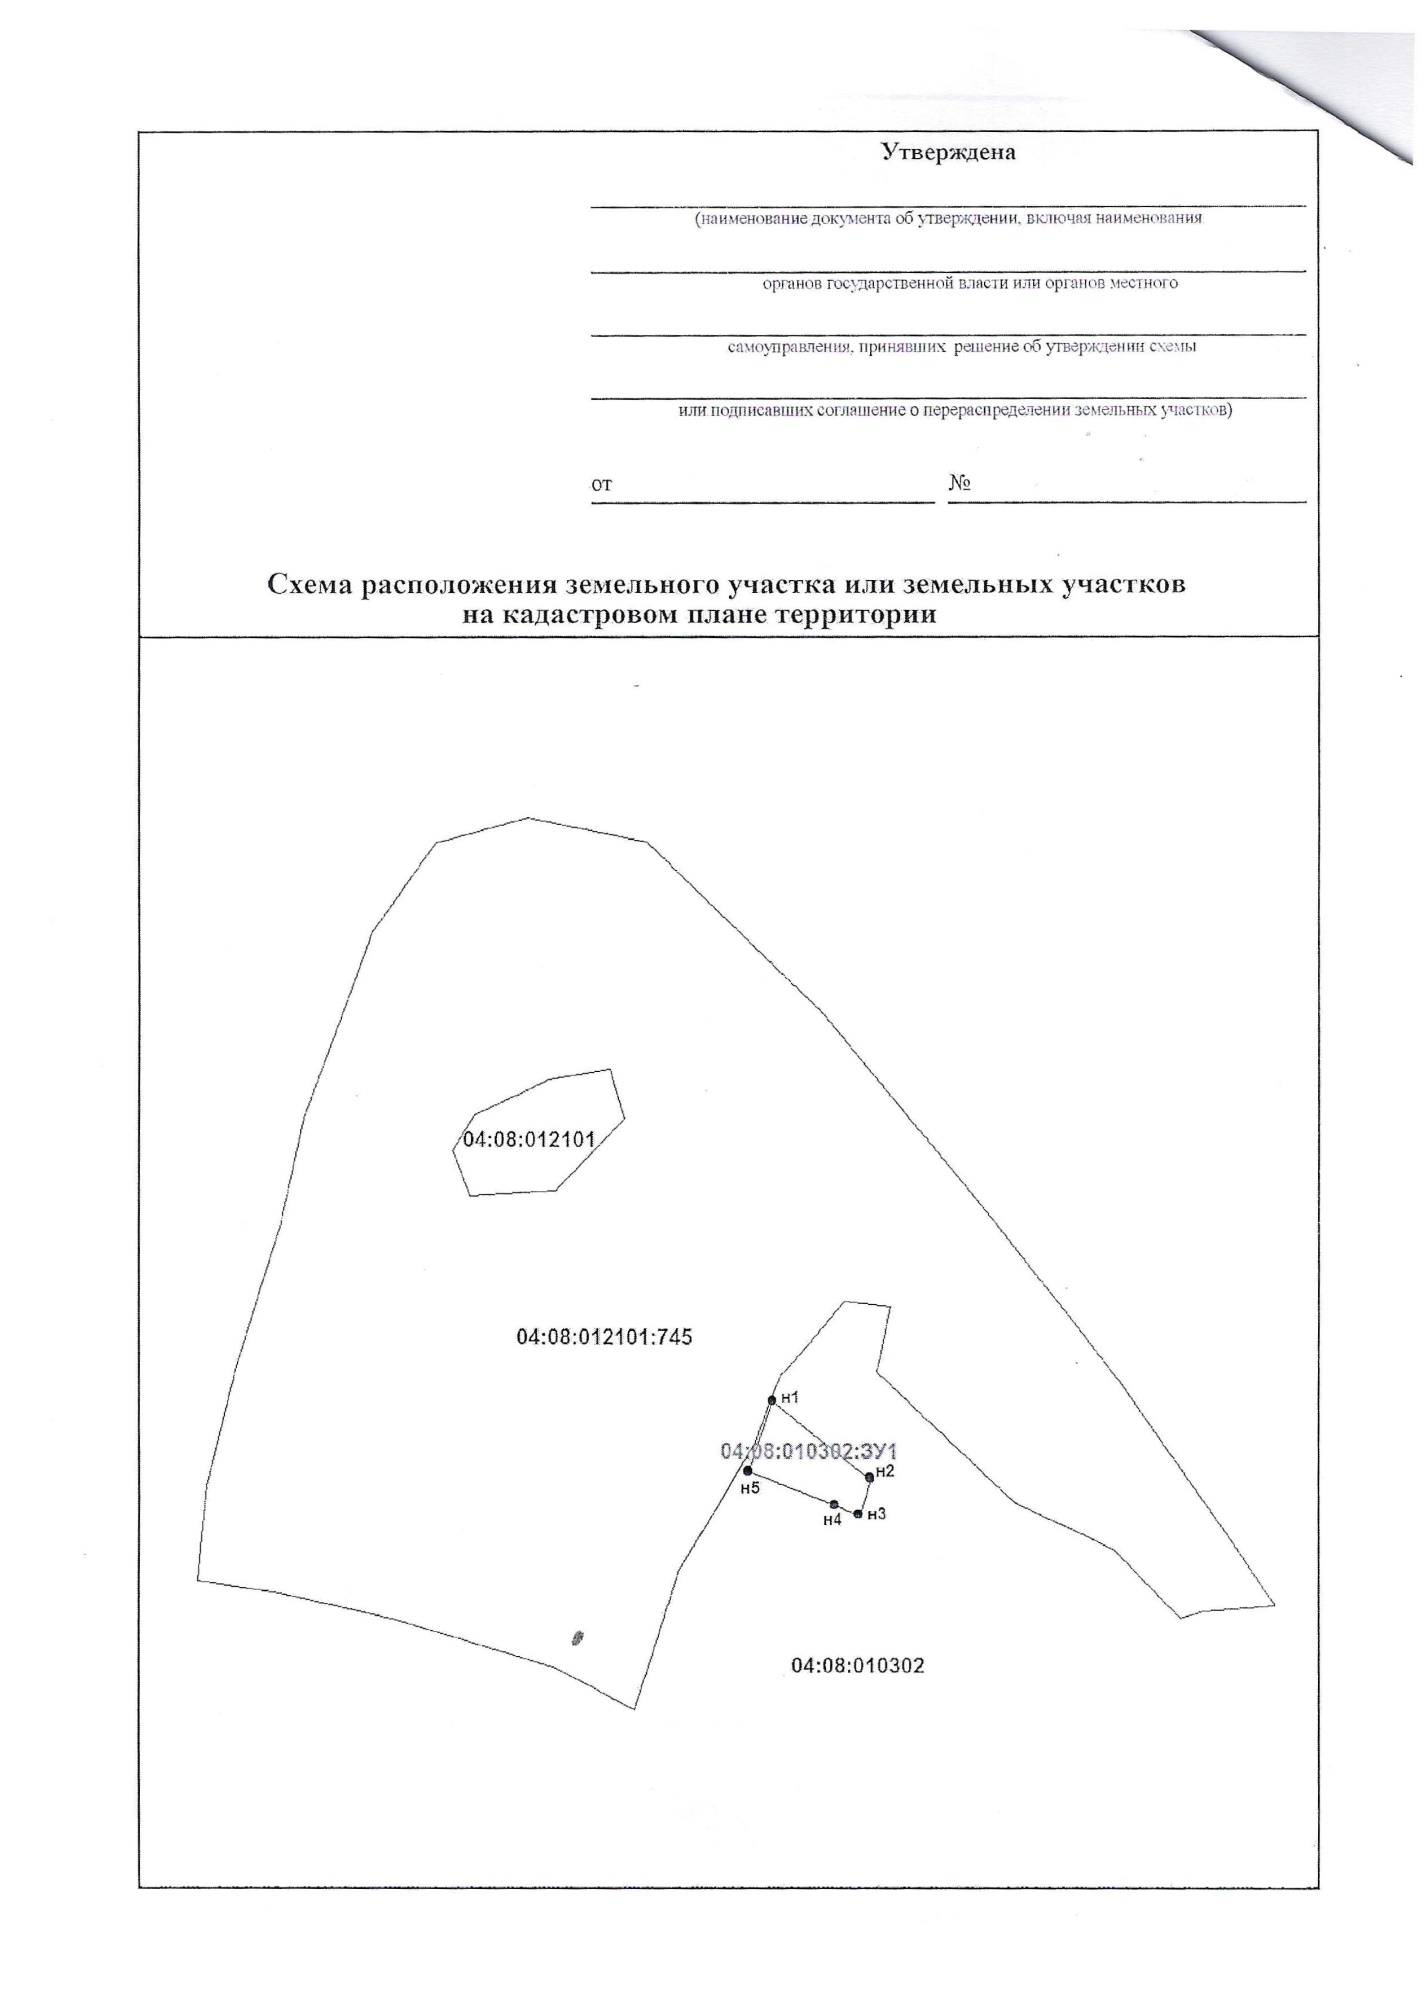 Утверждена
(наименование документа об утверждении, включая наименования
органов государственной власти или органов местного
самоуправления, принявших решение об утверждении схемы
или подписавших соглашение о перераспределении земельных участков)
от №
Схема расположения земельного участка или земельных участков
на кадастровом плане территории
04:08:012101
04:08:012101:745
н1
04:08:010302:ЗУ1
н2
н5
н4 н3
04:08:010302